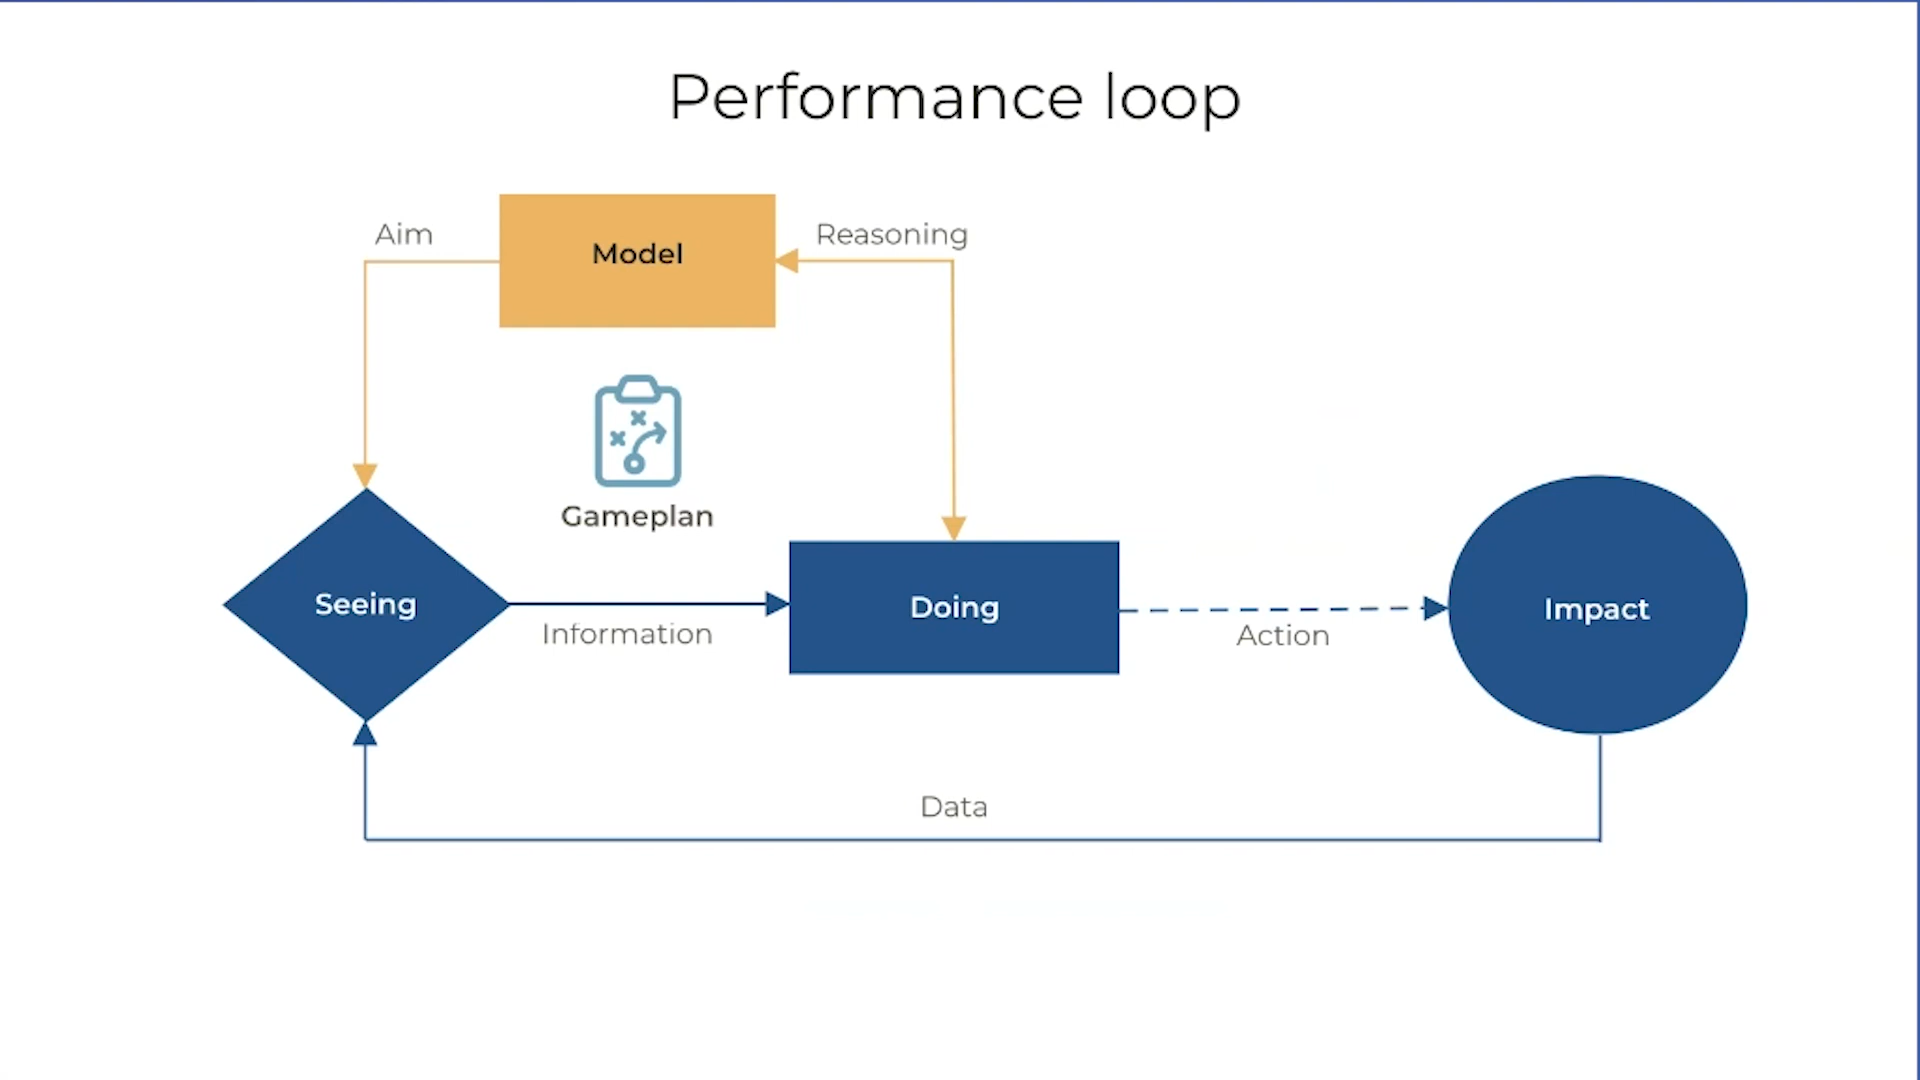 Performance loop
Aim
Model
Reasoning
Gameplan
Seeing
Information
Doing
Action
Impact
Data